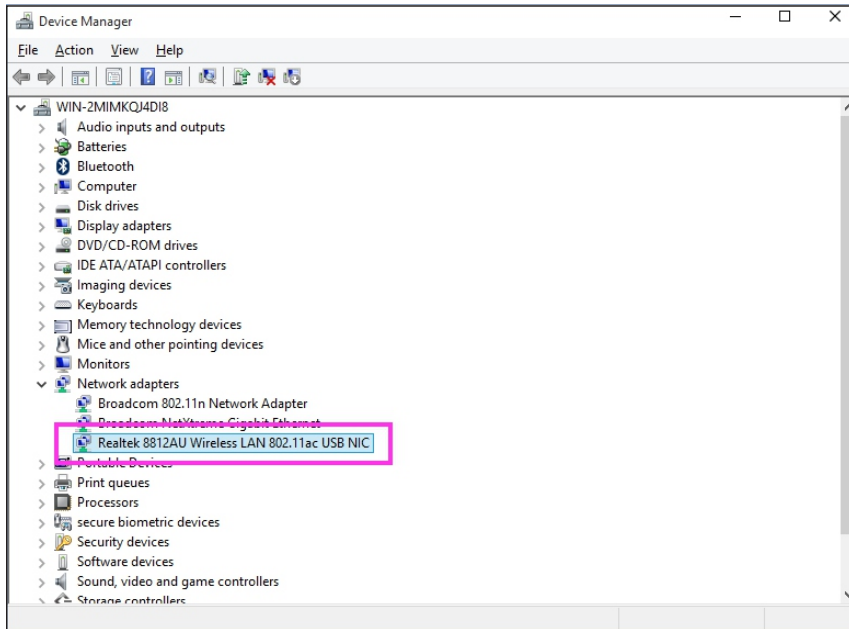 Device Manager
File Action View Help
WIN-2MIMKQJ4DI8
Audio inputs and outputs
Batteries
Bluetooth
Computer
Disk drives
Display adapters
DVD/CD-ROM drives
IDE ATA/ATAPI controllers
Imaging devices
Keyboards
Memory technology devices
Mice and other pointing devices
Monitors
Network adapters
Broadcom 802.11n Network Adapter
Broadcom NetXtreme Gigabit Ethernet
Realtek 8812AU Wireless LAN 802.11ac USB NIC
Portable Devices
Print queues
Processors
secure biometric devices
Security devices
Software devices
Sound, video and game controllers
Storage controllers